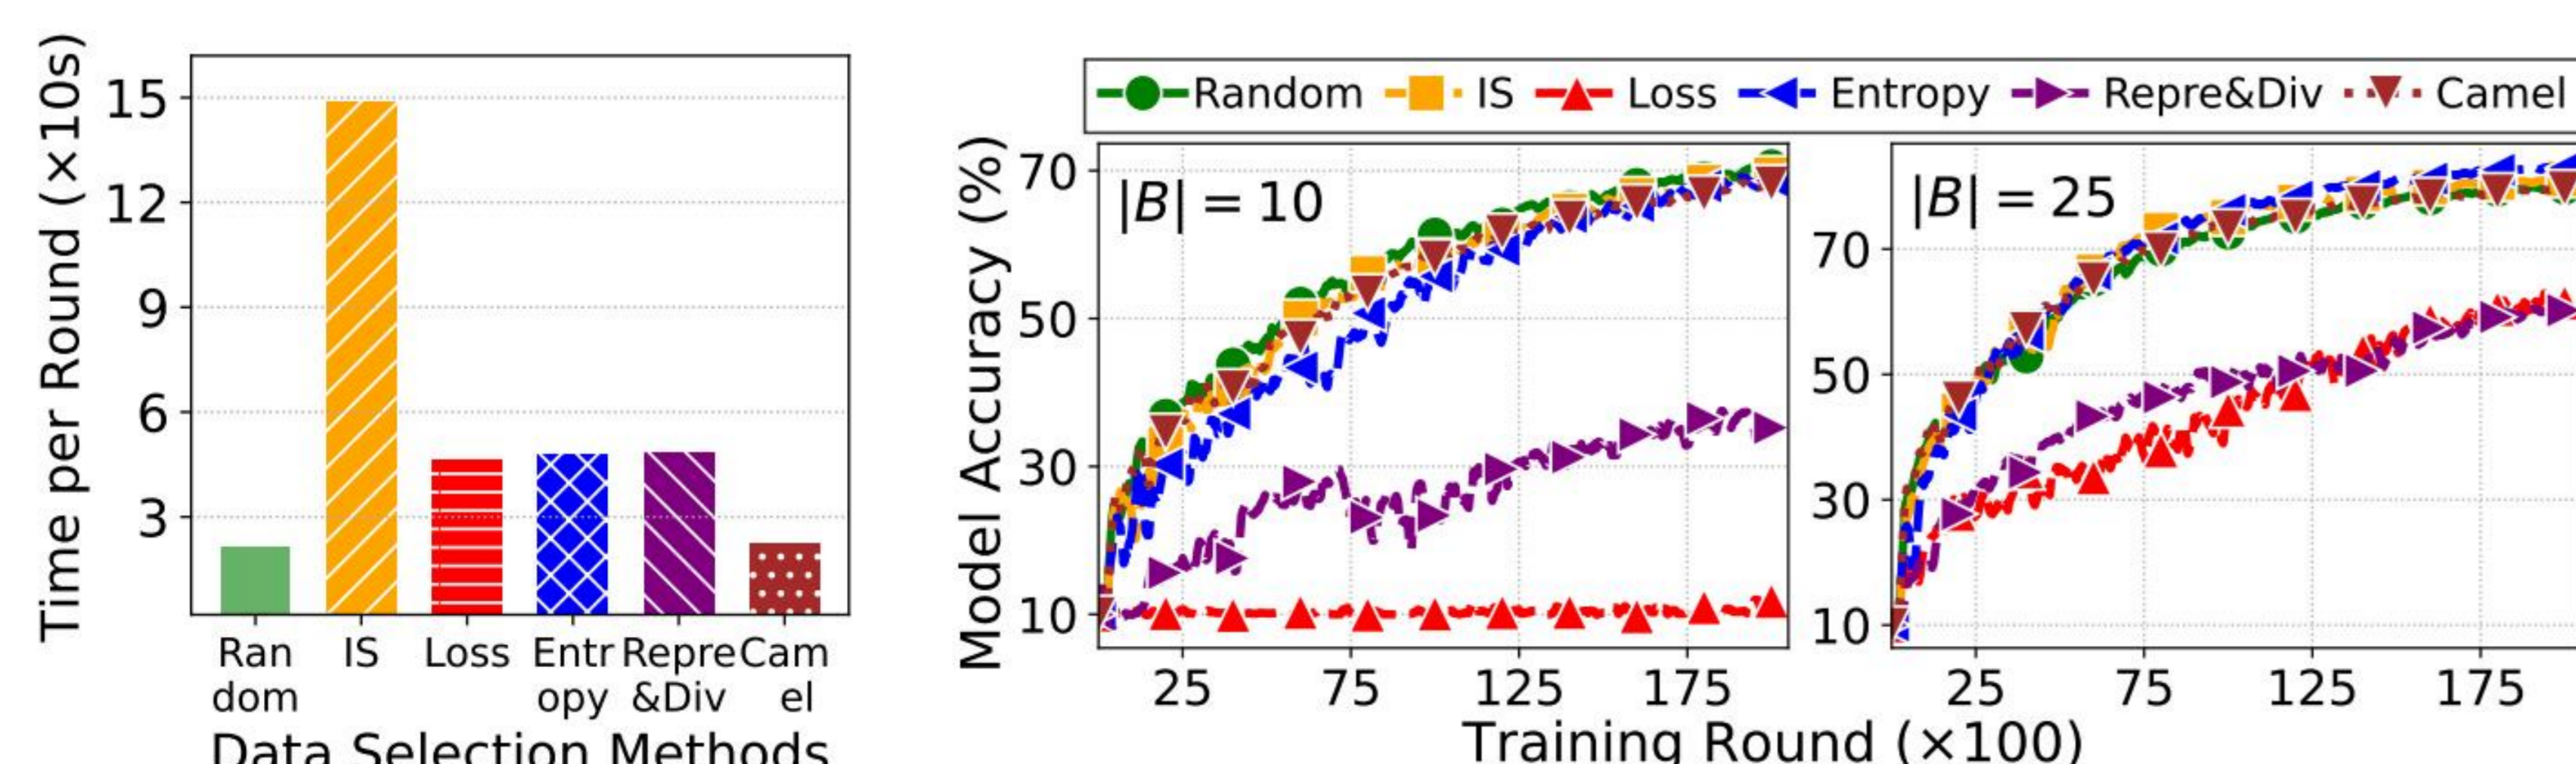 Time per Round (×10s)
15
12
9
6
3
Ran
dom
IS
Loss
Entr
opy
Repre
&Div
Cam
el
Data Selection Methods
Random IS Loss Entropy Repre&Div Camel
Model Accuracy (%)
70
50
30
10
|B| = 10
25 75 125 175
70
50
30
10
|B| = 25
25 75 125 175
Training Round (×100)